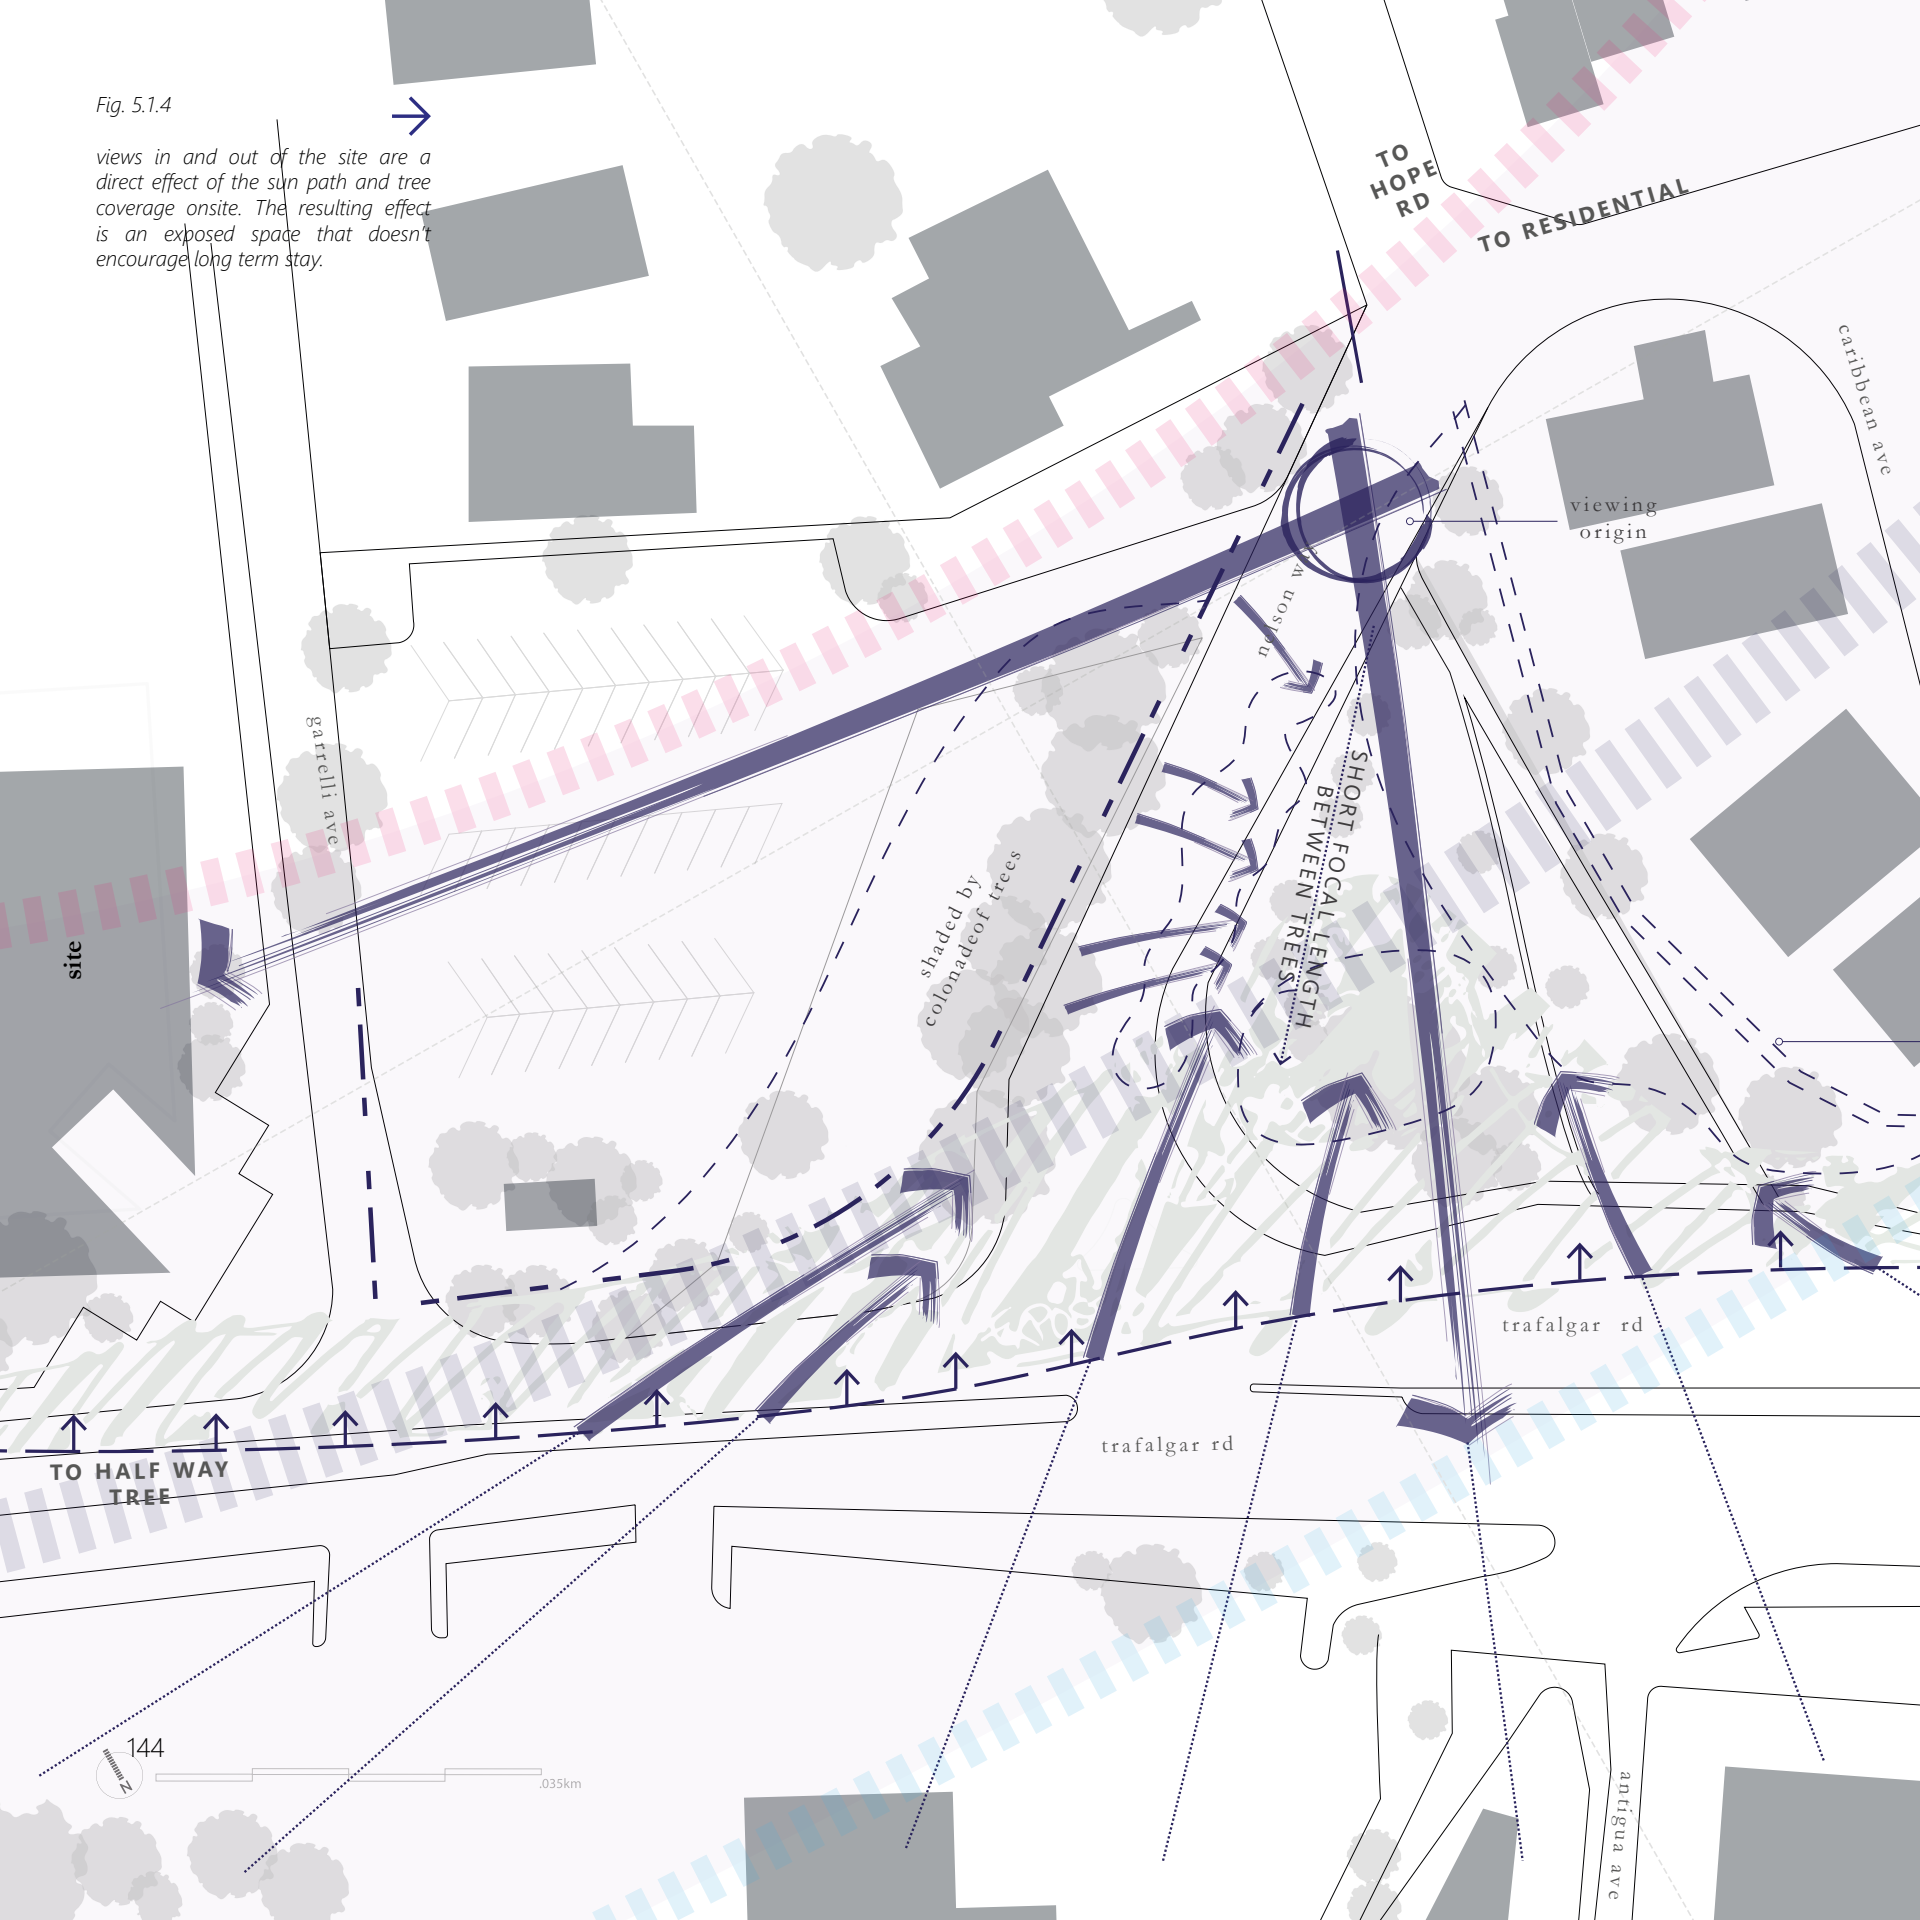 Fig. 5.1.4
views in and out of the site are a
direct effect of the sun path and tree
coverage onsite. The resulting effect
is an exposed space that doesn't
encourage long term stay.
TO
HOPE
RD
TO RESIDENTIAL
caribbean ave
viewing
origin
nelson
garrelli ave
SHORT FOCAL LENGTH
BETWEEN TREES
shaded by
colonadeof trees
site
trafalgar rd
trafalgar rd
TO HALF WAY
TREE
144
N
.035km
antigua ave